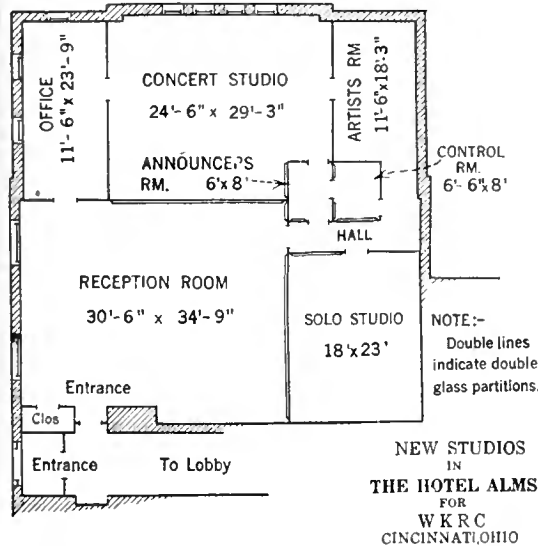 OFFICE
11'-6" x 23'-9"
CONCERT STUDIO
24'-6" x 29'-3"
ARTISTS RM
11'-6"x18'-3"
ANNOUNCERS
RM. 6'x8'
CONTROL
RM.
6'-6"x8'
HALL
RECEPTION ROOM
30'-6" x 34'-9"
SOLO STUDIO
18'x23'
NOTE:-
Double lines
indicate double
glass partitions.
Entrance
Clos
Entrance
To Lobby
NEW STUDIOS
IN
THE HOTEL ALMS
FOR
WKRC
CINCINNATI,OHIO